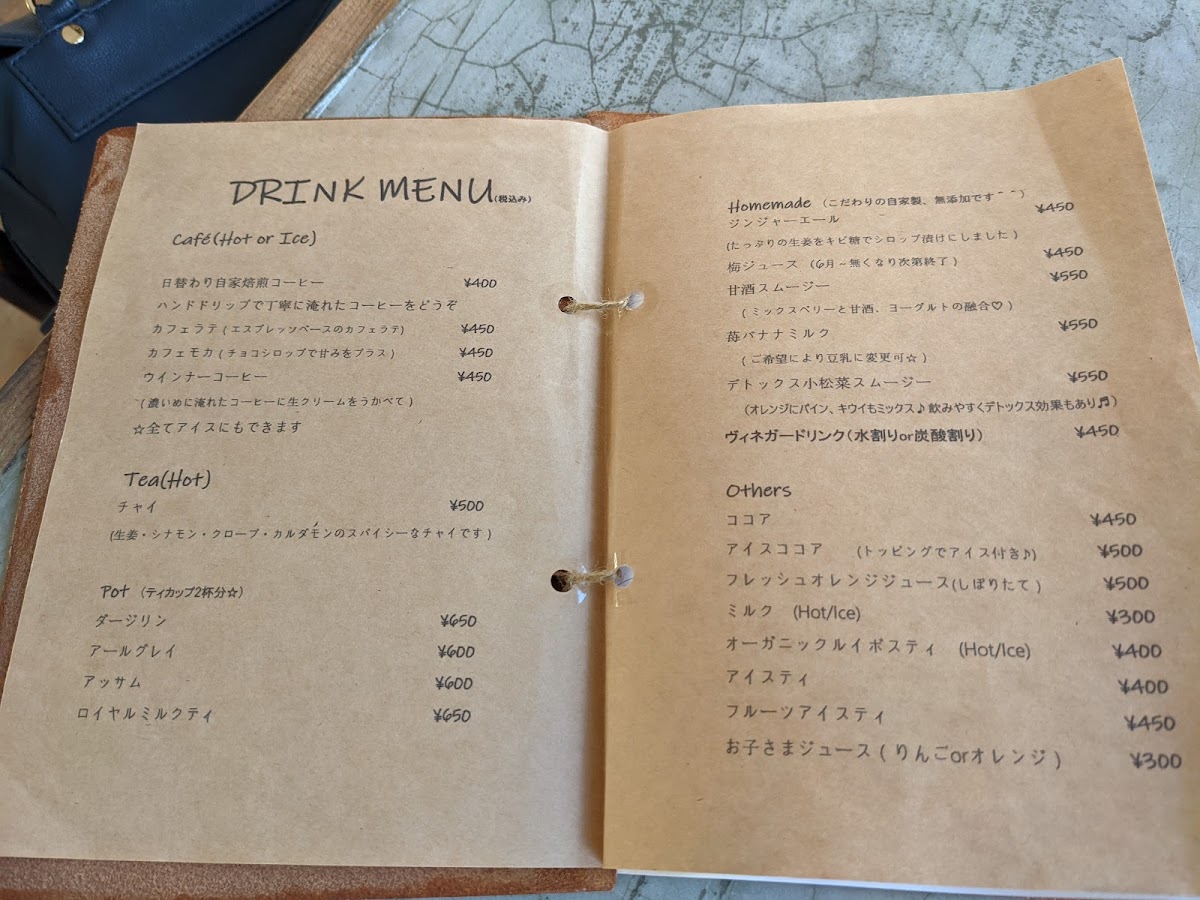 DRINK MENU(税込み)
Café(Hot or Ice)
日替わり自家焙煎コーヒー ¥400
ハンドドリップで丁寧に淹れたコーヒーをどうぞ
カフェラテ(エスプレッソベースのカフェラテ) ¥450
カフェモカ(チョコシロップで甘みをプラス) ¥450
ウインナーコーヒー ¥450
(濃いめに淹れたコーヒーに生クリームをうかべて)
☆全てアイスにもできます
Tea(Hot)
チャイ ¥500
(生姜・シナモン・クローブ・カルダモンのスパイシーなチャイです)
Pot (ティカップ2杯分☆)
ダージリン ¥650
アールグレイ ¥600
アッサム ¥600
ロイヤルミルクティ ¥650
Homemade (こだわりの自家製、無添加です＾＾)
ジンジャーエール ¥450
(たっぷりの生姜をキビ糖でシロップ漬けにしました)
梅ジュース (6月~無くなり次第終了) ¥450
甘酒スムージー ¥550
(ミックスベリーと甘酒、ヨーグルトの融合♡)
苺バナナミルク ¥550
(ご希望により豆乳に変更可☆)
デトックス小松菜スムージー ¥550
(オレンジにパイン、キウイもミックス♪飲みやすくデトックス効果もあり♬)
ヴィネガードリンク(水割りor炭酸割り) ¥450
Others
ココア ¥450
アイスココア (トッピングでアイス付き♪) ¥500
フレッシュオレンジジュース(しぼりたて) ¥500
ミルク (Hot/Ice) ¥300
オーガニックルイボスティ (Hot/Ice) ¥400
アイスティ ¥400
フルーツアイスティ ¥450
お子さまジュース(りんごorオレンジ) ¥300